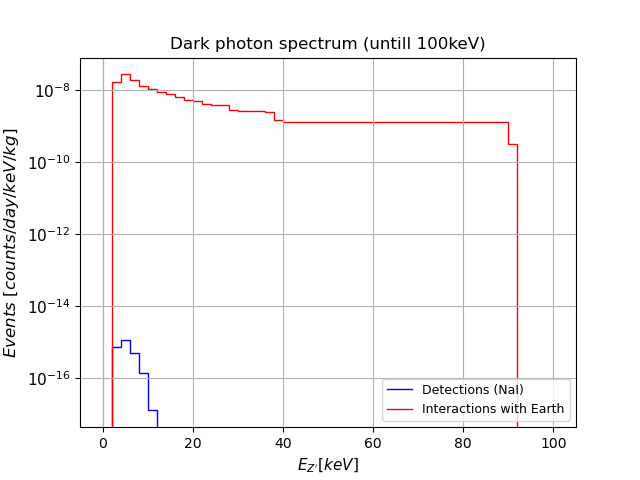 Dark photon spectrum (untill 100keV)
Events [counts/day/keV/kg]
10⁻⁸
10⁻¹⁰
10⁻¹²
10⁻¹⁴
10⁻¹⁶
Detections (NaI)
Interactions with Earth
0 20 40 60 80 100
E_Z' [keV]